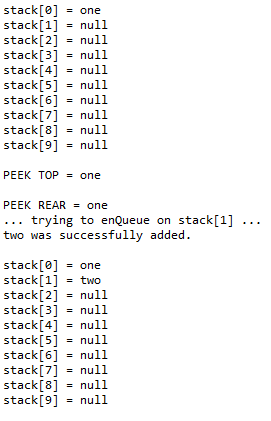 stack[0] = one
stack[1] = null
stack[2] = null
stack[3] = null
stack[4] = null
stack[5] = null
stack[6] = null
stack[7] = null
stack[8] = null
stack[9] = null

PEEK TOP = one

PEEK REAR = one
... trying to enQueue on stack[1] ...
two was successfully added.

stack[0] = one
stack[1] = two
stack[2] = null
stack[3] = null
stack[4] = null
stack[5] = null
stack[6] = null
stack[7] = null
stack[8] = null
stack[9] = null